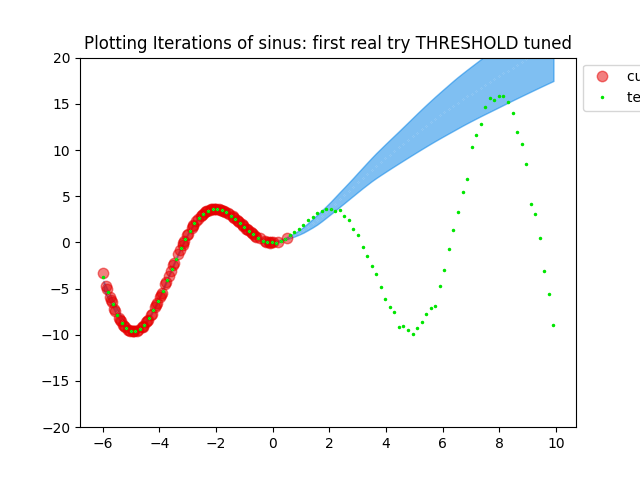 Plotting Iterations of sinus: first real try THRESHOLD tuned
20
15
10
5
0
−5
−10
−15
−20
−6 −4 −2 0 2 4 6 8 10
cu
te